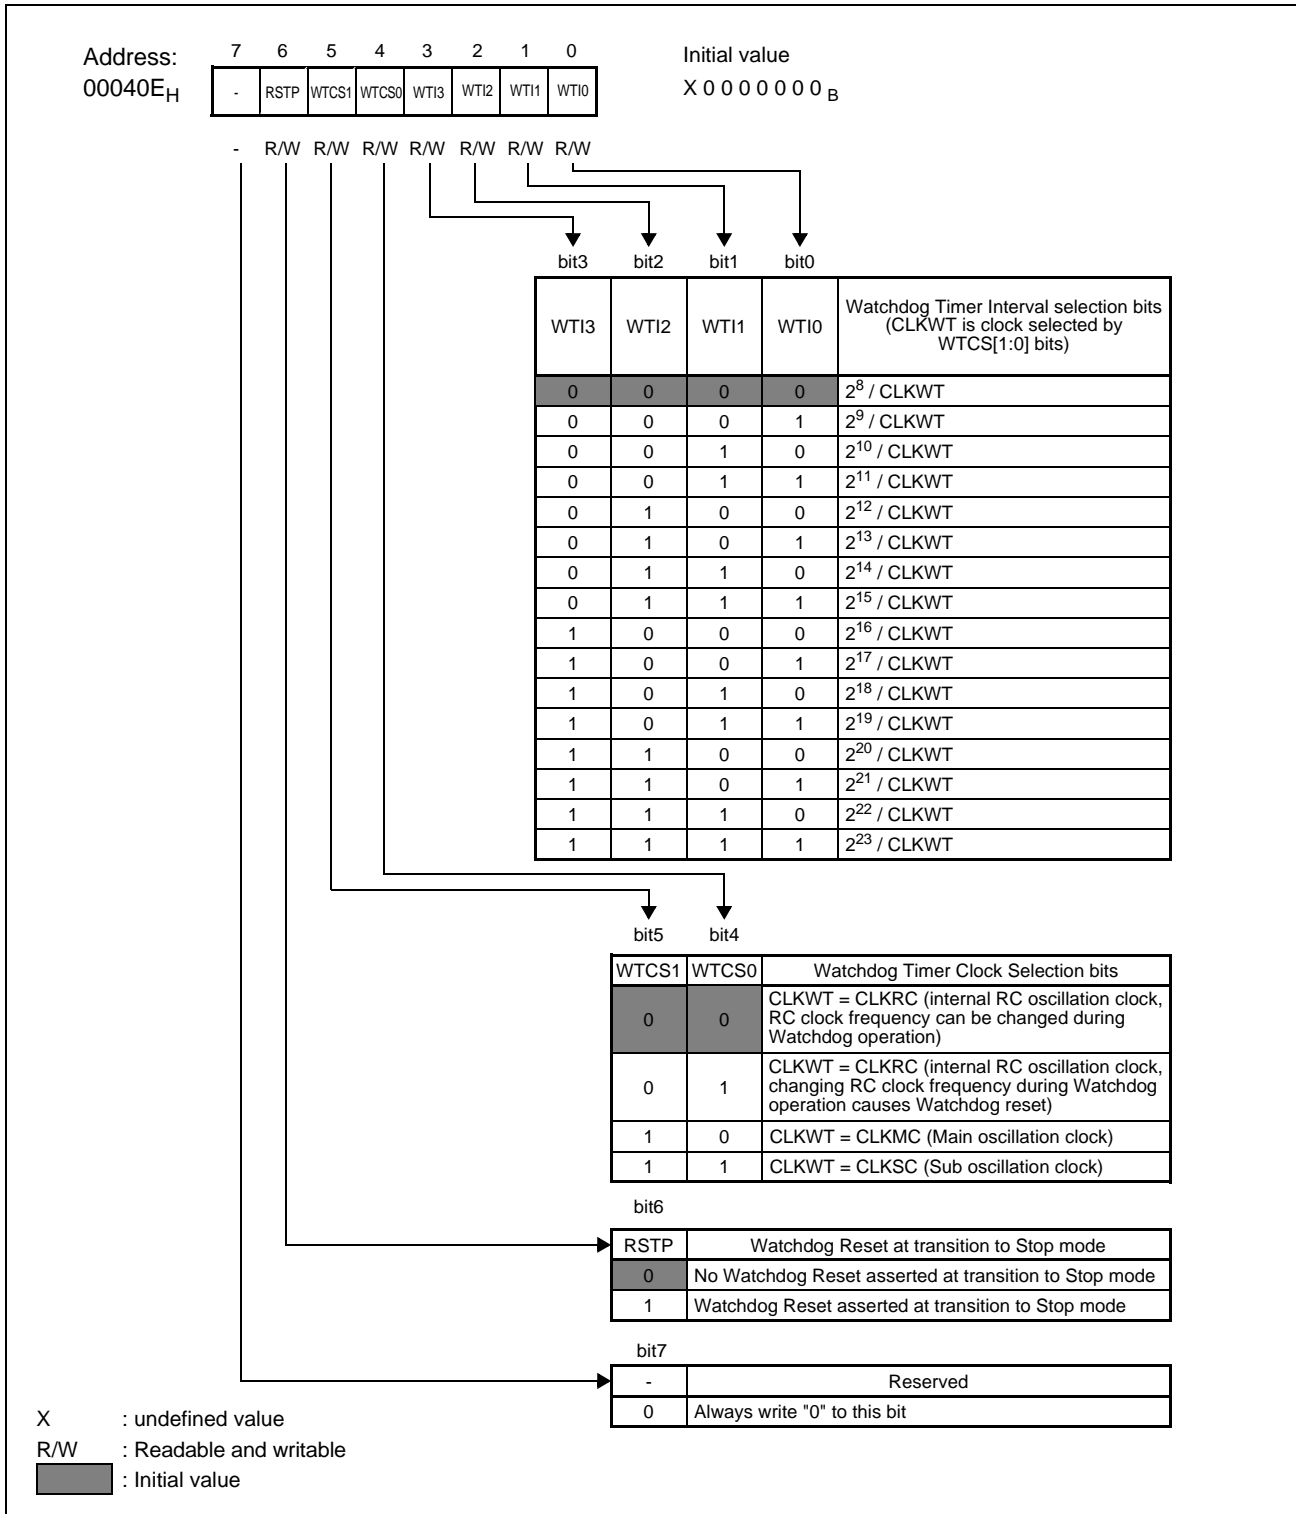 Address: 7 6 5 4 3 2 1 0 Initial value
00040EH - RSTP WTCS1 WTCS0 WTI3 WTI2 WTI1 WTI0 X 0 0 0 0 0 0 0 B
- R/W R/W R/W R/W R/W R/W R/W
bit3 bit2 bit1 bit0
WTI3 WTI2 WTI1 WTI0 Watchdog Timer Interval selection bits
(CLKWT is clock selected by
WTCS[1:0] bits)
0 0 0 0 2^8 / CLKWT
0 0 0 1 2^9 / CLKWT
0 0 1 0 2^10 / CLKWT
0 0 1 1 2^11 / CLKWT
0 1 0 0 2^12 / CLKWT
0 1 0 1 2^13 / CLKWT
0 1 1 0 2^14 / CLKWT
0 1 1 1 2^15 / CLKWT
1 0 0 0 2^16 / CLKWT
1 0 0 1 2^17 / CLKWT
1 0 1 0 2^18 / CLKWT
1 0 1 1 2^19 / CLKWT
1 1 0 0 2^20 / CLKWT
1 1 0 1 2^21 / CLKWT
1 1 1 0 2^22 / CLKWT
1 1 1 1 2^23 / CLKWT
bit5 bit4
WTCS1 WTCS0 Watchdog Timer Clock Selection bits
0 0 CLKWT = CLKRC (internal RC oscillation clock,
RC clock frequency can be changed during
Watchdog operation)
0 1 CLKWT = CLKRC (internal RC oscillation clock,
changing RC clock frequency during Watchdog
operation causes Watchdog reset)
1 0 CLKWT = CLKMC (Main oscillation clock)
1 1 CLKWT = CLKSC (Sub oscillation clock)
bit6
RSTP Watchdog Reset at transition to Stop mode
0 No Watchdog Reset asserted at transition to Stop mode
1 Watchdog Reset asserted at transition to Stop mode
bit7
- Reserved
0 Always write "0" to this bit
X : undefined value
R/W : Readable and writable
: Initial value